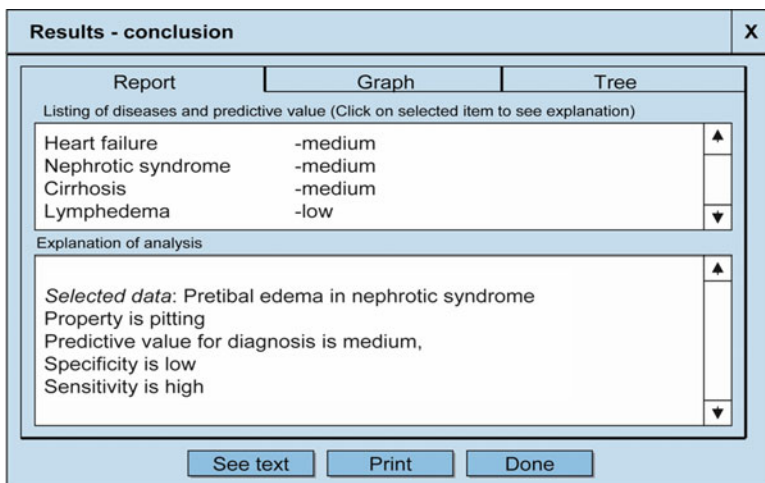 Results - conclusion X
Report Graph Tree
Listing of diseases and predictive value (Click on selected item to see explanation)
Heart failure -medium
Nephrotic syndrome -medium
Cirrhosis -medium
Lymphedema -low
Explanation of analysis
Selected data: Pretibal edema in nephrotic syndrome
Property is pitting
Predictive value for diagnosis is medium,
Specificity is low
Sensitivity is high
See text Print Done